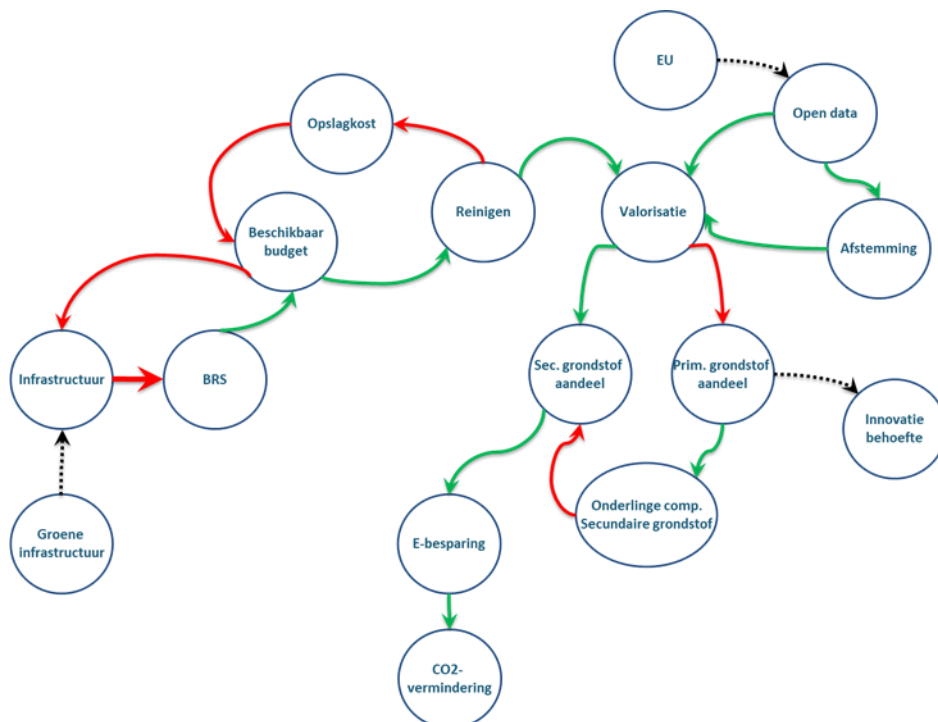 EU
Open data
Opslagkost
Reinigen
Valorisatie
Beschikbaar
budget
Afstemming
Infrastructuur
BRS
Sec. grondstof
aandeel
Prim. grondstof
aandeel
Innovatie
behoefte
Onderlinge comp.
Secundaire grondstof
Groene
infrastructuur
E-besparing
CO2-
vermindering